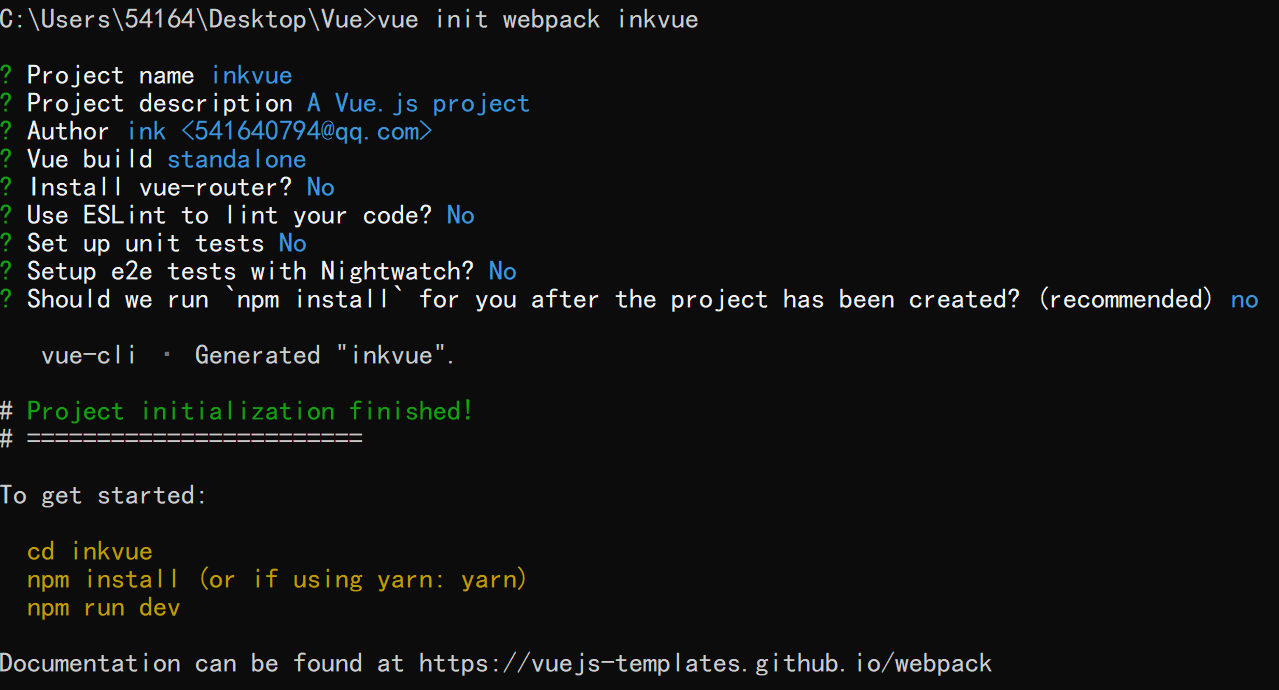 C:\Users\54164\Desktop\Vue>vue init webpack inkvue
? Project name inkvue
? Project description A Vue.js project
? Author ink <541640794@qq.com>
? Vue build standalone
? Install vue-router? No
? Use ESLint to lint your code? No
? Set up unit tests No
? Setup e2e tests with Nightwatch? No
? Should we run `npm install` for you after the project has been created? (recommended) no
vue-cli · Generated "inkvue".
# Project initialization finished!
# ========================
To get started:
cd inkvue
npm install (or if using yarn: yarn)
npm run dev
Documentation can be found at https://vuejs-templates.github.io/webpack